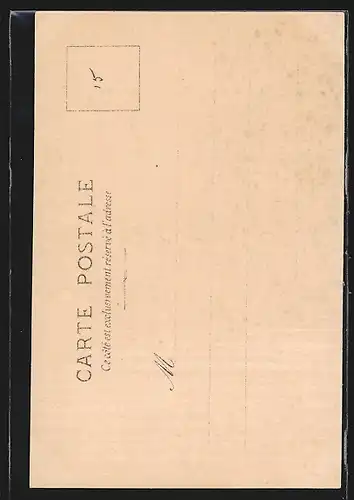 CARTE POSTALE
Ce côté est exclusivement réservé à l'adresse
15
M